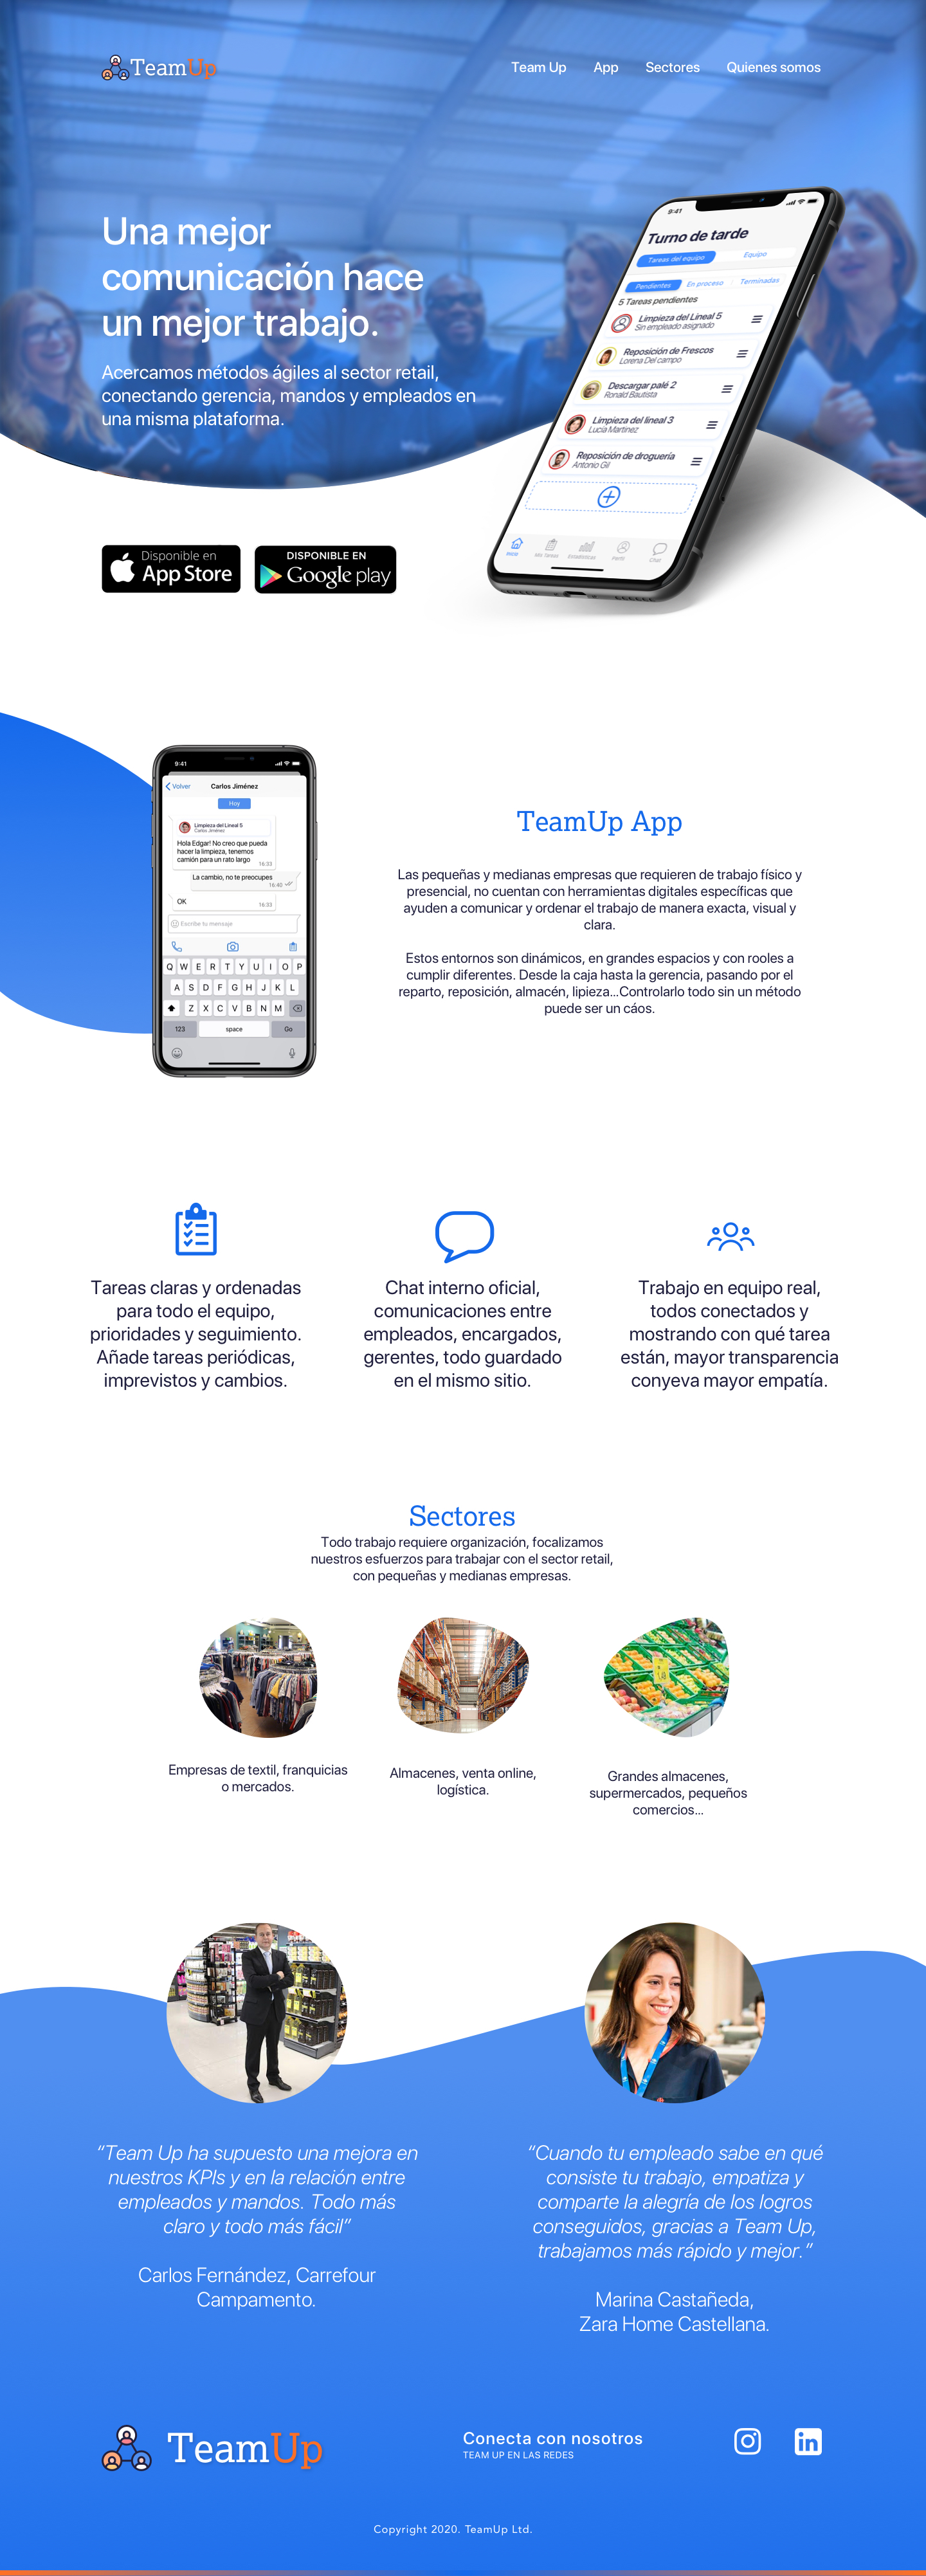 TeamUp
Team Up
App
Sectores
Quienes somos
Una mejor
comunicación hace
un mejor trabajo.
Acercamos métodos ágiles al sector retail,
conectando gerencia, mandos y empleados en
una misma plataforma.
Disponible en
App Store
DISPONIBLE EN
Google play
9:41
Turno de tarde
Tareas del equipo
Equipo
Pendientes
En proceso
Terminadas
5 Tareas pendientes
Limpieza del Lineal 5
Sin empleado asignado
Reposición de Frescos
Lorena Del campo
Descargar palé 2
Ronald Bautista
Limpieza del lineal 3
Lucía Martínez
Reposición de droguería
Antonio Gil
Inicio
Mis Tareas
Estadísticas
Perfil
Chat
9:41
Volver
Carlos Jiménez
Hoy
Limpieza del Lineal 5
Carlos Jiménez
Hola Edgar! No creo que pueda
hacer la limpieza, tenemos
camión para un rato largo
16:33
La cambio, no te preocupes
16:40
OK
16:33
Escribe tu mensaje
Q W E R T Y U I O P
A S D F G H J K L
Z X C V B N M
123
space
Go
TeamUp App
Las pequeñas y medianas empresas que requieren de trabajo físico y
presencial, no cuentan con herramientas digitales específicas que
ayuden a comunicar y ordenar el trabajo de manera exacta, visual y
clara.
Estos entornos son dinámicos, en grandes espacios y con rooles a
cumplir diferentes. Desde la caja hasta la gerencia, pasando por el
reparto, reposición, almacén, lipieza...Controlarlo todo sin un método
puede ser un cáos.
Tareas claras y ordenadas
para todo el equipo,
prioridades y seguimiento.
Añade tareas periódicas,
imprevistos y cambios.
Chat interno oficial,
comunicaciones entre
empleados, encargados,
gerentes, todo guardado
en el mismo sitio.
Trabajo en equipo real,
todos conectados y
mostrando con qué tarea
están, mayor transparencia
conyeva mayor empatía.
Sectores
Todo trabajo requiere organización, focalizamos
nuestros esfuerzos para trabajar con el sector retail,
con pequeñas y medianas empresas.
Empresas de textil, franquicias
o mercados.
Almacenes, venta online,
logística.
Grandes almacenes,
supermercados, pequeños
comercios...
“Team Up ha supuesto una mejora en
nuestros KPIs y en la relación entre
empleados y mandos. Todo más
claro y todo más fácil”
Carlos Fernández, Carrefour
Campamento.
“Cuando tu empleado sabe en qué
consiste tu trabajo, empatiza y
comparte la alegría de los logros
conseguidos, gracias a Team Up,
trabajamos más rápido y mejor.”
Marina Castañeda,
Zara Home Castellana.
TeamUp
Conecta con nosotros
TEAM UP EN LAS REDES
in
Copyright 2020. TeamUp Ltd.